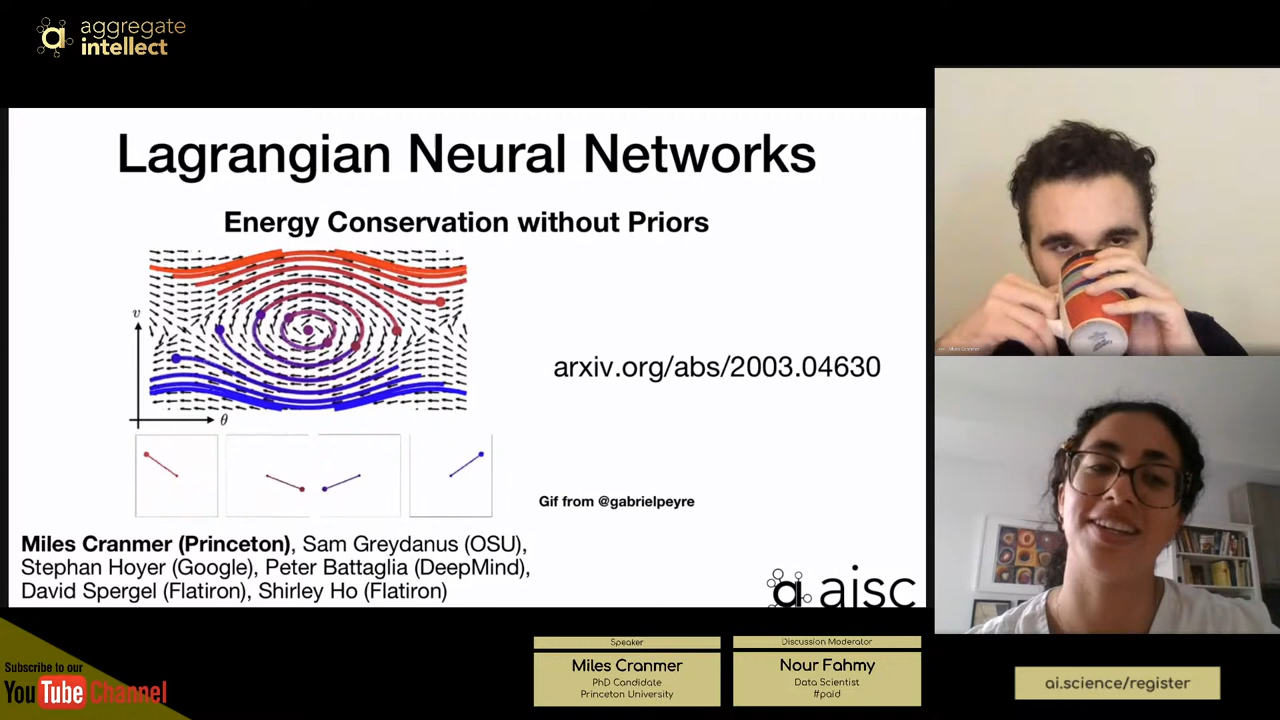 aggregate
intellect
Lagrangian Neural Networks
Energy Conservation without Priors
v
θ
arxiv.org/abs/2003.04630
Gif from @gabrielpeyre
Miles Cranmer (Princeton), Sam Greydanus (OSU),
Stephan Hoyer (Google), Peter Battaglia (DeepMind),
David Spergel (Flatiron), Shirley Ho (Flatiron)
aisc
Miles Cranmer
Subscribe to our
YouTube Channel
Speaker
Miles Cranmer
PhD Candidate
Princeton University
Discussion Moderator
Nour Fahmy
Data Scientist
#paid
ai.science/register